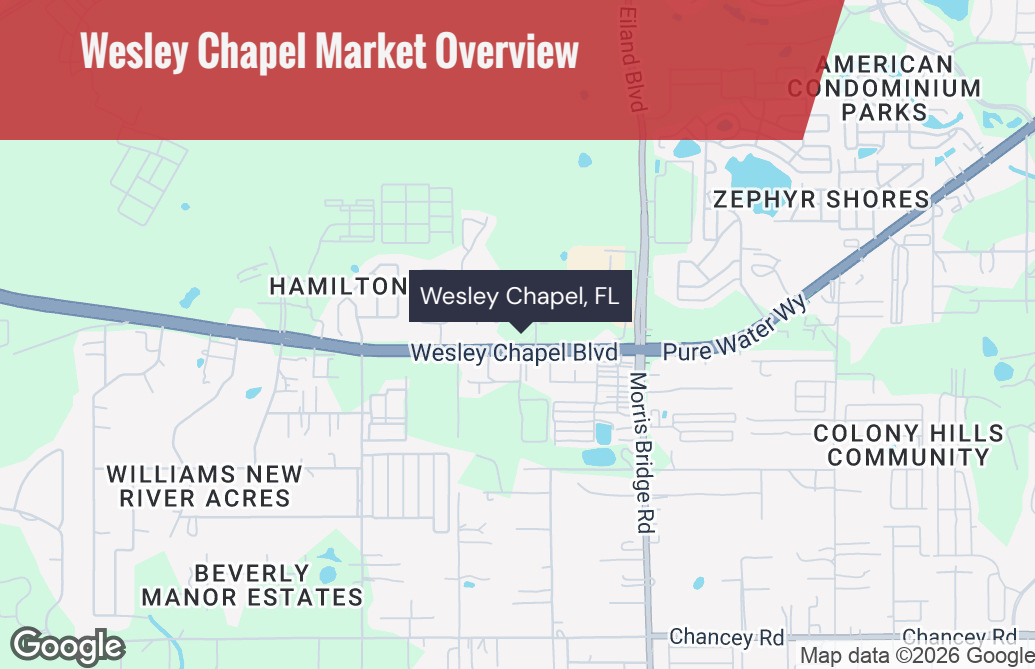 Wesley Chapel Market Overview
Eiland Blvd
AMERICAN
CONDOMINIUM
PARKS
ZEPHYR SHORES
HAMILTON
Wesley Chapel, FL
Wesley Chapel Blvd
Pure Water Wy
Morris Bridge Rd
COLONY HILLS
COMMUNITY
WILLIAMS NEW
RIVER ACRES
BEVERLY
MANOR ESTATES
Chancey Rd
Chancey Rd
Google
Map data ©2026 Google